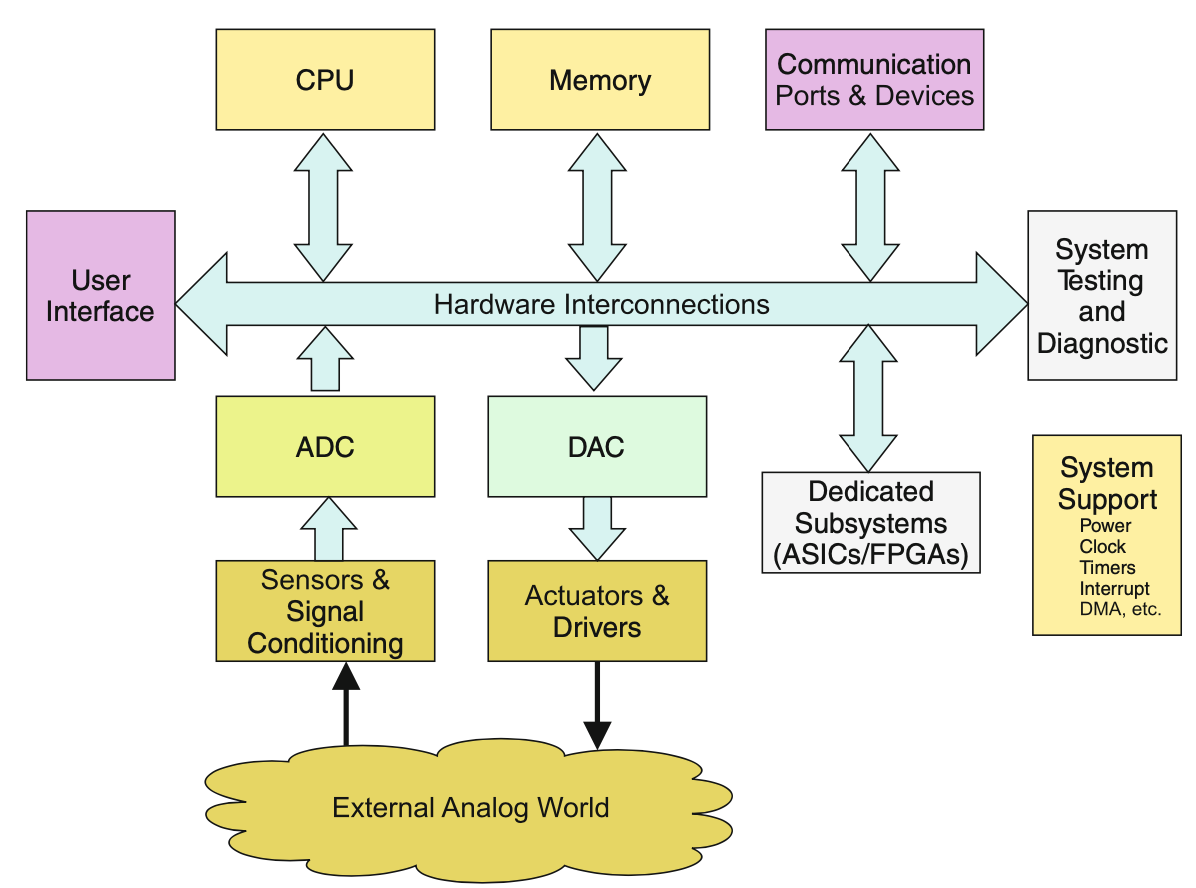 CPU
Memory
Communication
Ports & Devices
User
Interface
Hardware Interconnections
System
Testing
and
Diagnostic
ADC
DAC
Dedicated
Subsystems
(ASICs/FPGAs)
System
Support
Power
Clock
Timers
Interrupt
DMA, etc.
Sensors &
Signal
Conditioning
Actuators &
Drivers
External Analog World